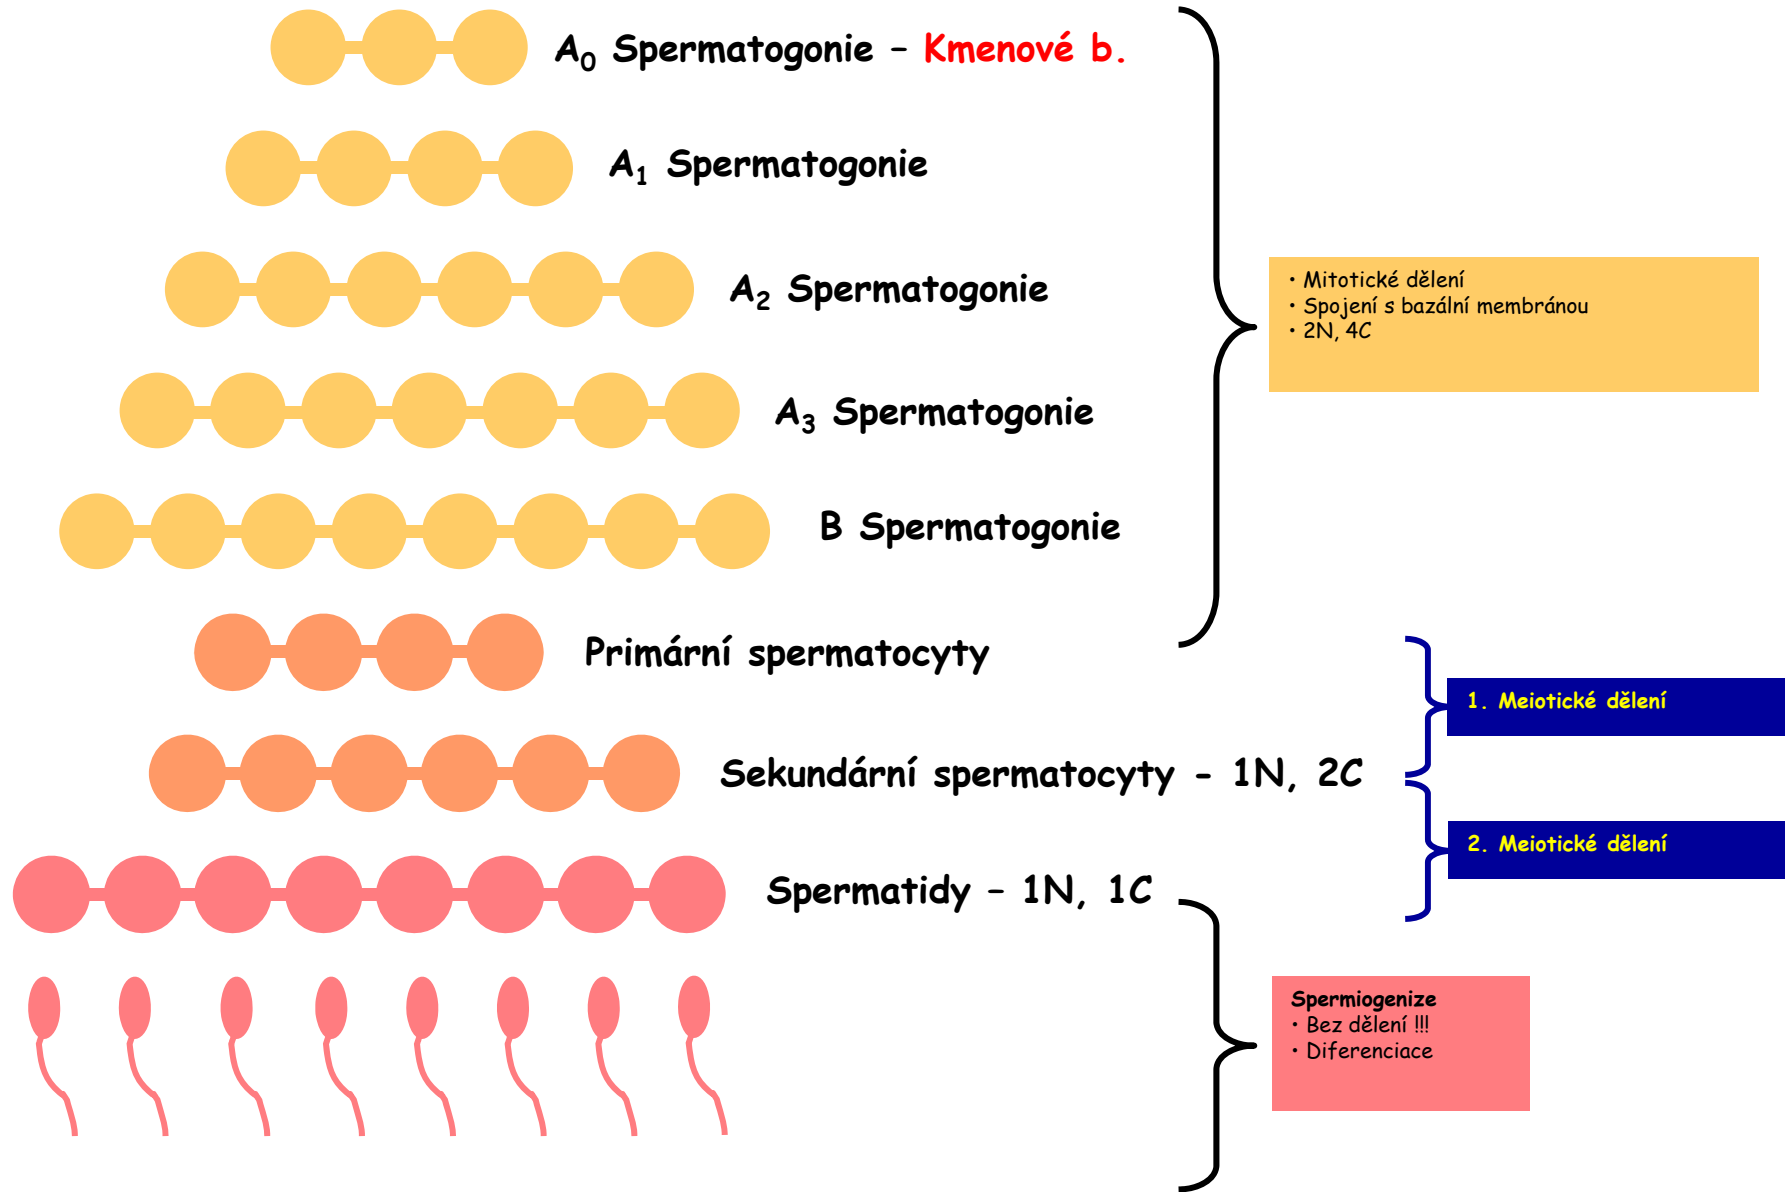 A₀ Spermatogonie – Kmenové b.
A₁ Spermatogonie
A₂ Spermatogonie
• Mitotické dělení
• Spojení s bazální membránou
• 2N, 4C
A₃ Spermatogonie
B Spermatogonie
Primární spermatocyty
1. Meiotické dělení
Sekundární spermatocyty - 1N, 2C
2. Meiotické dělení
Spermatidy – 1N, 1C
Spermiogenize
• Bez dělení !!!
• Diferenciace